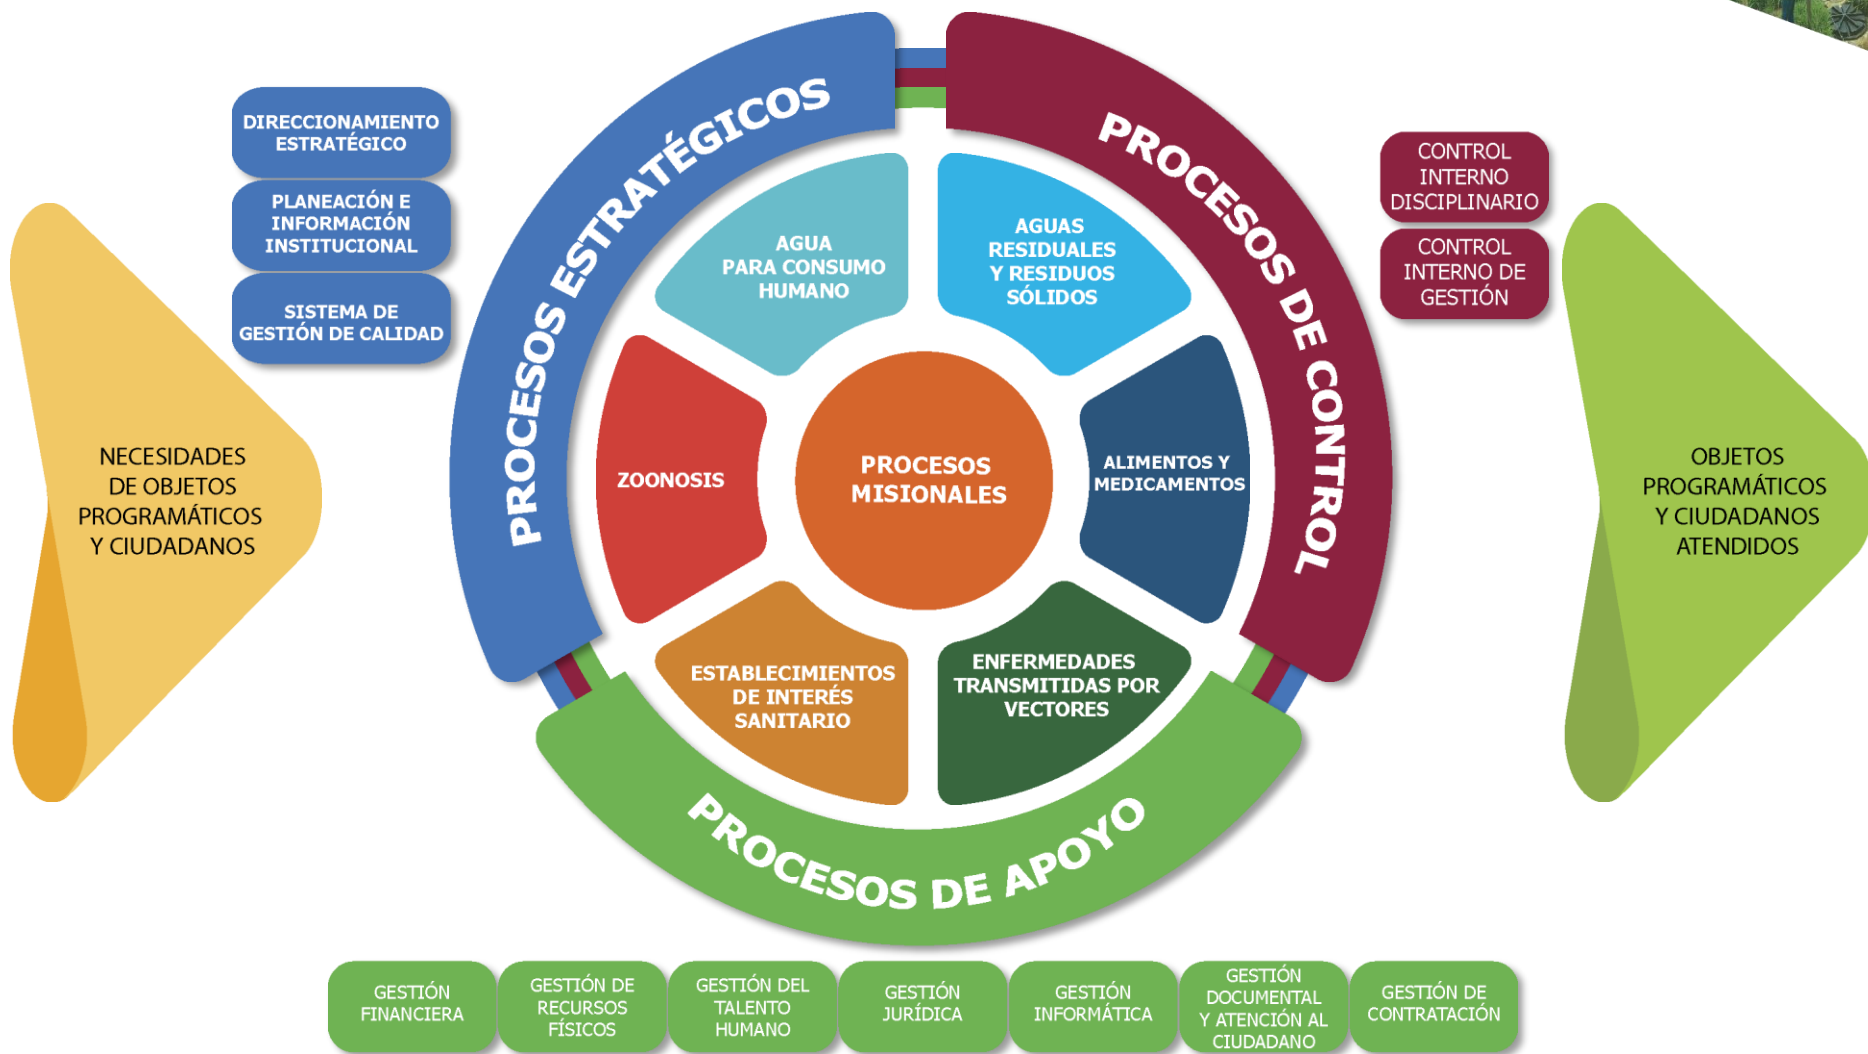 DIRECCIONAMIENTO
ESTRATÉGICO
PLANEACIÓN E
INFORMACIÓN
INSTITUCIONAL
SISTEMA DE
GESTIÓN DE CALIDAD
NECESIDADES
DE OBJETOS
PROGRAMÁTICOS
Y CIUDADANOS
PROCESOS ESTRATÉGICOS
PROCESOS DE CONTROL
CONTROL
INTERNO
DISCIPLINARIO
CONTROL
INTERNO DE
GESTIÓN
AGUA
PARA CONSUMO
HUMANO
AGUAS
RESIDUALES
Y RESIDUOS
SÓLIDOS
ZOONOSIS
PROCESOS
MISIONALES
ALIMENTOS Y
MEDICAMENTOS
ESTABLECIMIENTOS
DE INTERÉS
SANITARIO
ENFERMEDADES
TRANSMITIDAS POR
VECTORES
OBJETOS
PROGRAMÁTICOS
Y CIUDADANOS
ATENDIDOS
PROCESOS DE APOYO
GESTIÓN
FINANCIERA
GESTIÓN DE
RECURSOS
FÍSICOS
GESTIÓN DEL
TALENTO
HUMANO
GESTIÓN
JURÍDICA
GESTIÓN
INFORMÁTICA
GESTIÓN
DOCUMENTAL
Y ATENCIÓN AL
CIUDADANO
GESTIÓN DE
CONTRATACIÓN